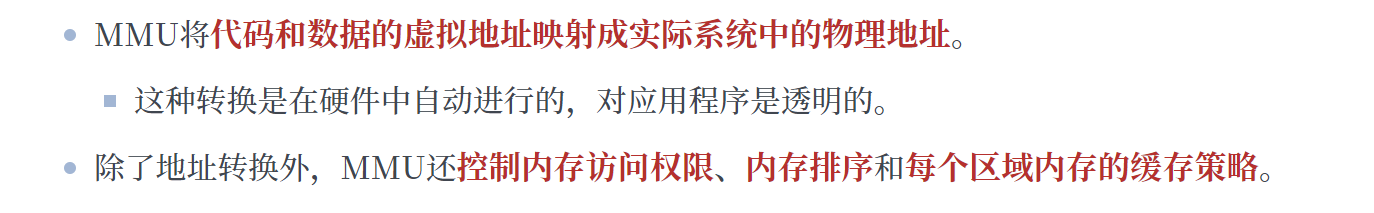 MMU将代码和数据的虚拟地址映射成实际系统中的物理地址。
这种转换是在硬件中自动进行的，对应用程序是透明的。
除了地址转换外，MMU还控制内存访问权限、内存排序和每个区域内存的缓存策略。